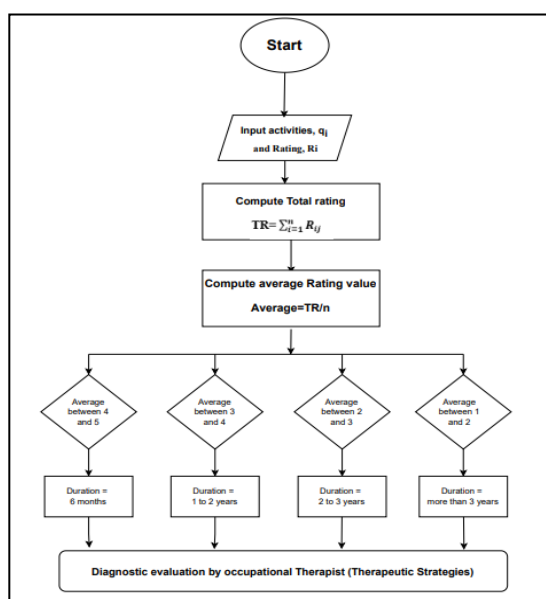 Start
Input activities, qi
and Rating, Ri
Compute Total rating
TR= ∑ⁿᵢ₌₁ Rᵢⱼ
Compute average Rating value
Average=TR/n
Average
between 4
and 5
Average
between 3
and 4
Average
between 2
and 3
Average
between 1
and 2
Duration =
6 months
Duration =
1 to 2 years
Duration =
2 to 3 years
Duration =
more than 3 years
Diagnostic evaluation by occupational Therapist (Therapeutic Strategies)